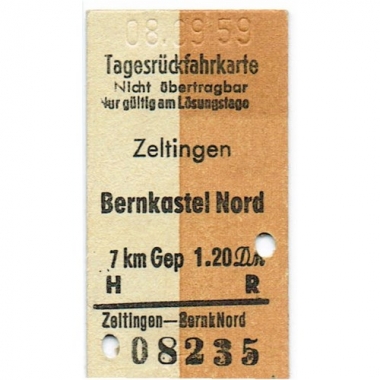 08.09 59
Tagesrückfahrkarte
Nicht übertragbar
Nur gültig am Lösungstage
Zeltingen
Bernkastel Nord
7 km Gep 1.20 DM
H R
Zeltingen—BernkNord
08235